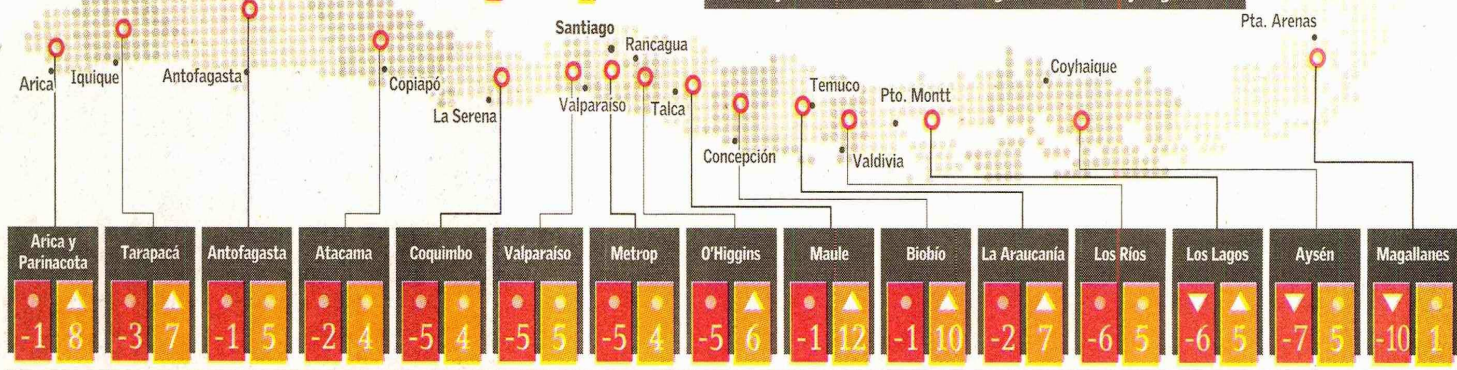 Santiago
Pta. Arenas
Rancagua
Coyhaique
Arica
Iquique
Antofagasta
Copiapó
Temuco
Pto. Montt
La Serena
Valparaíso
Talca
Concepción
Valdivia
Arica y
Parinacota
-1 8
Tarapacá
-3 7
Antofagasta
-1 5
Atacama
-2 4
Coquimbo
-5 4
Valparaíso
-5 5
Metrop
-5 4
O'Higgins
-5 6
Maule
-1 12
Biobío
-1 10
La Araucanía
-2 7
Los Ríos
-6 5
Los Lagos
-6 5
Aysén
-7 5
Magallanes
-10 1